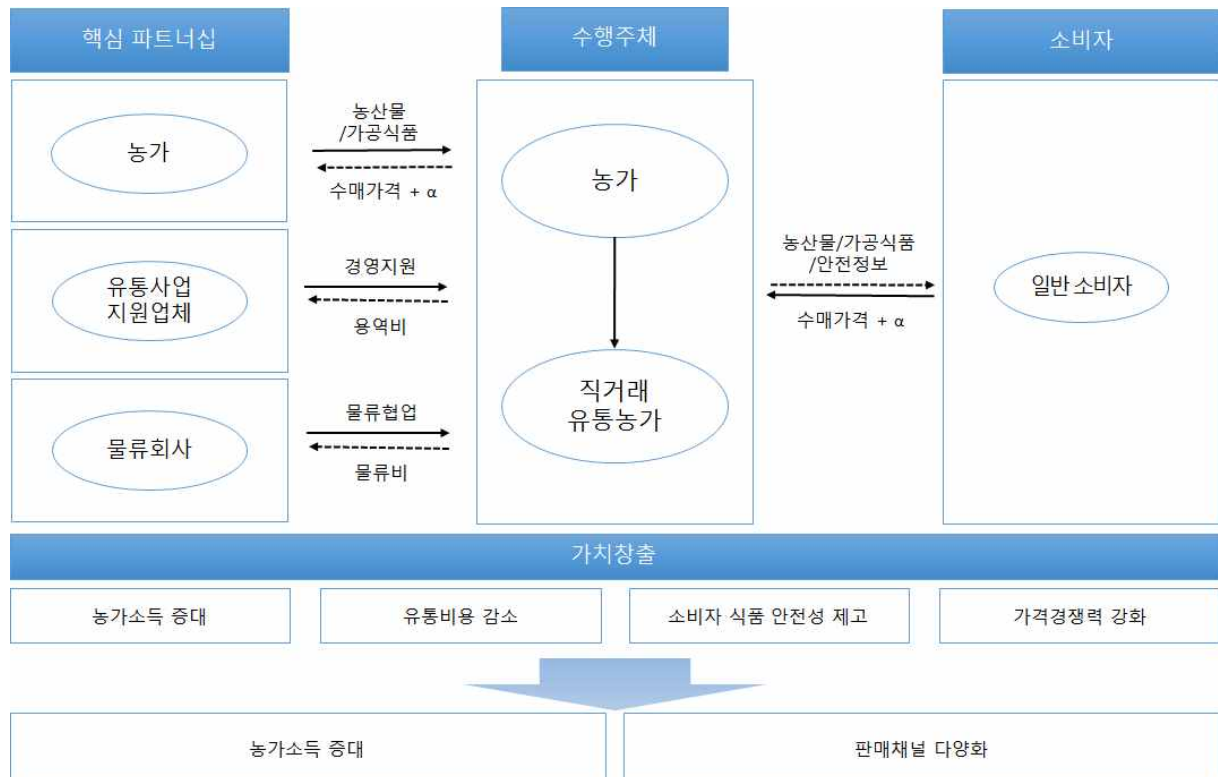 핵심 파트너십
수행주체
소비자
농가
농산물
/가공식품
수매가격 + α
유통사업
지원업체
경영지원
용역비
물류회사
물류협업
물류비
농가
직거래
유통농가
농산물/가공식품
/안전정보
수매가격 + α
일반 소비자
가치창출
농가소득 증대
유통비용 감소
소비자 식품 안전성 제고
가격경쟁력 강화
농가소득 증대
판매채널 다양화